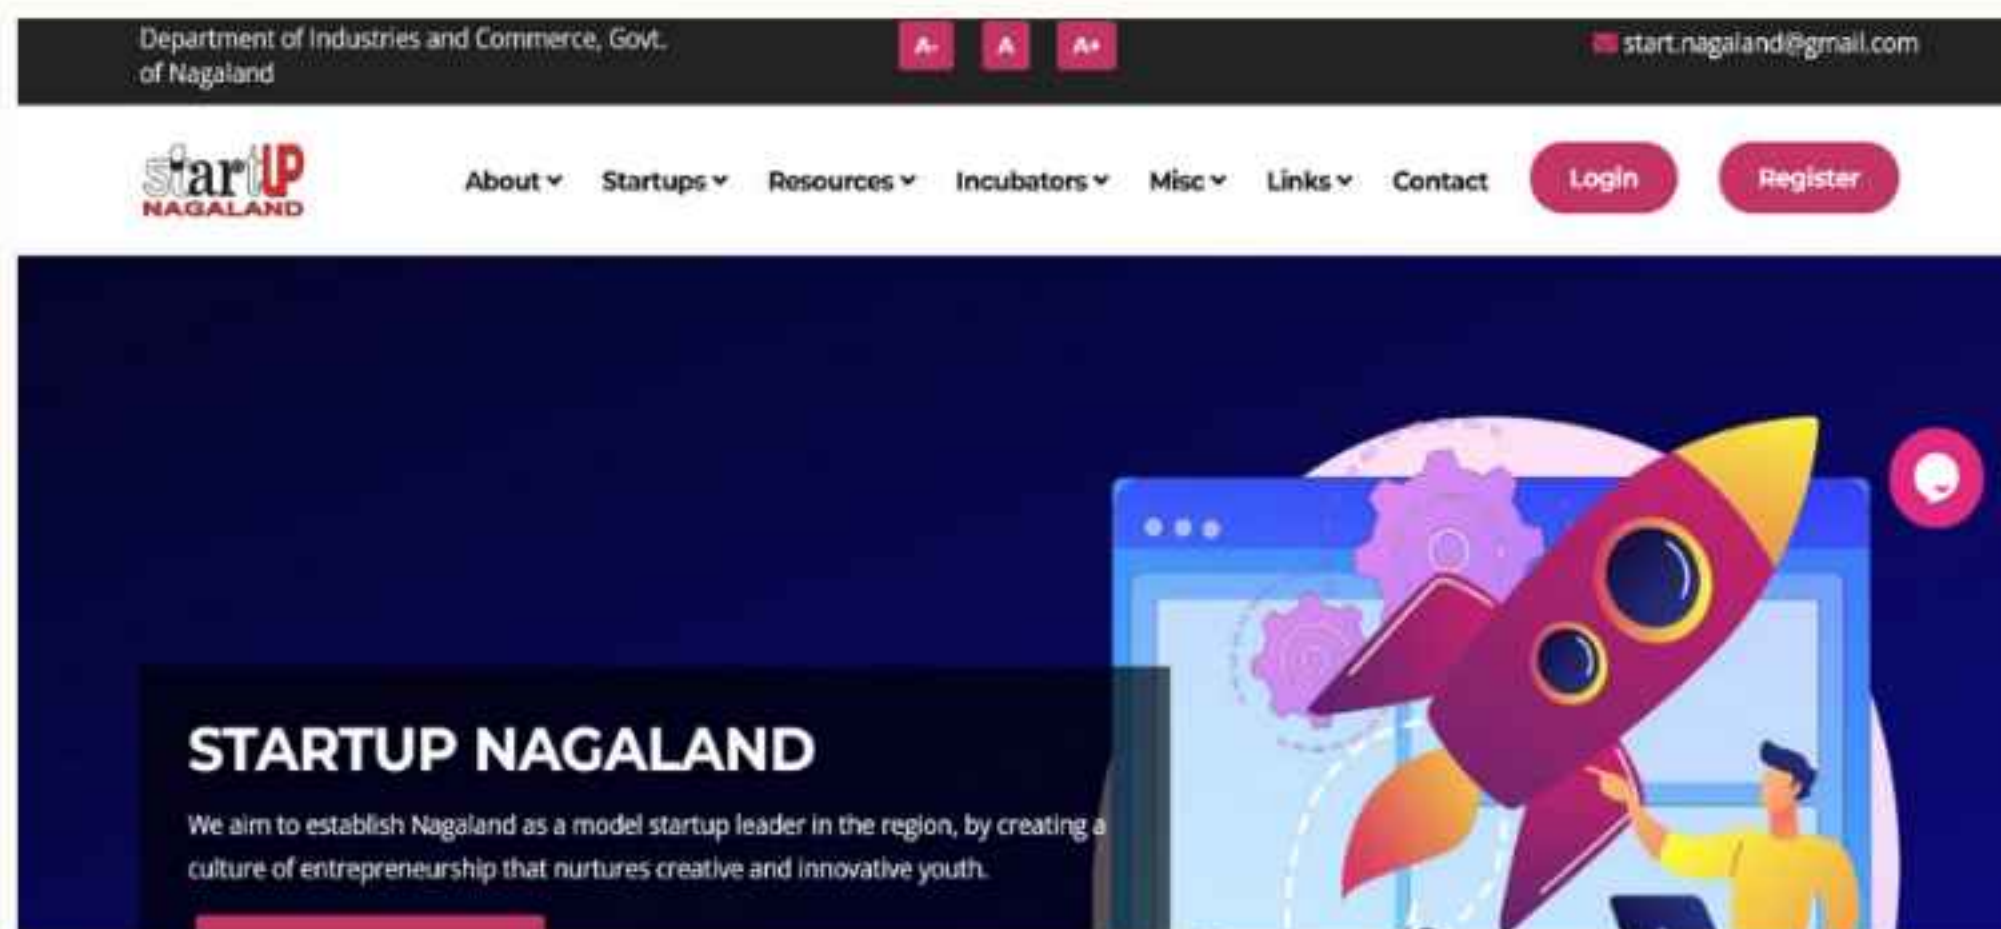 Department of Industries and Commerce, Govt.
of Nagaland
A- A A+
start.nagaland@gmail.com
startUP
NAGALAND
About Startups Resources Incubators Misc Links Contact Login Register
STARTUP NAGALAND
We aim to establish Nagaland as a model startup leader in the region, by creating a
culture of entrepreneurship that nurtures creative and innovative youth.